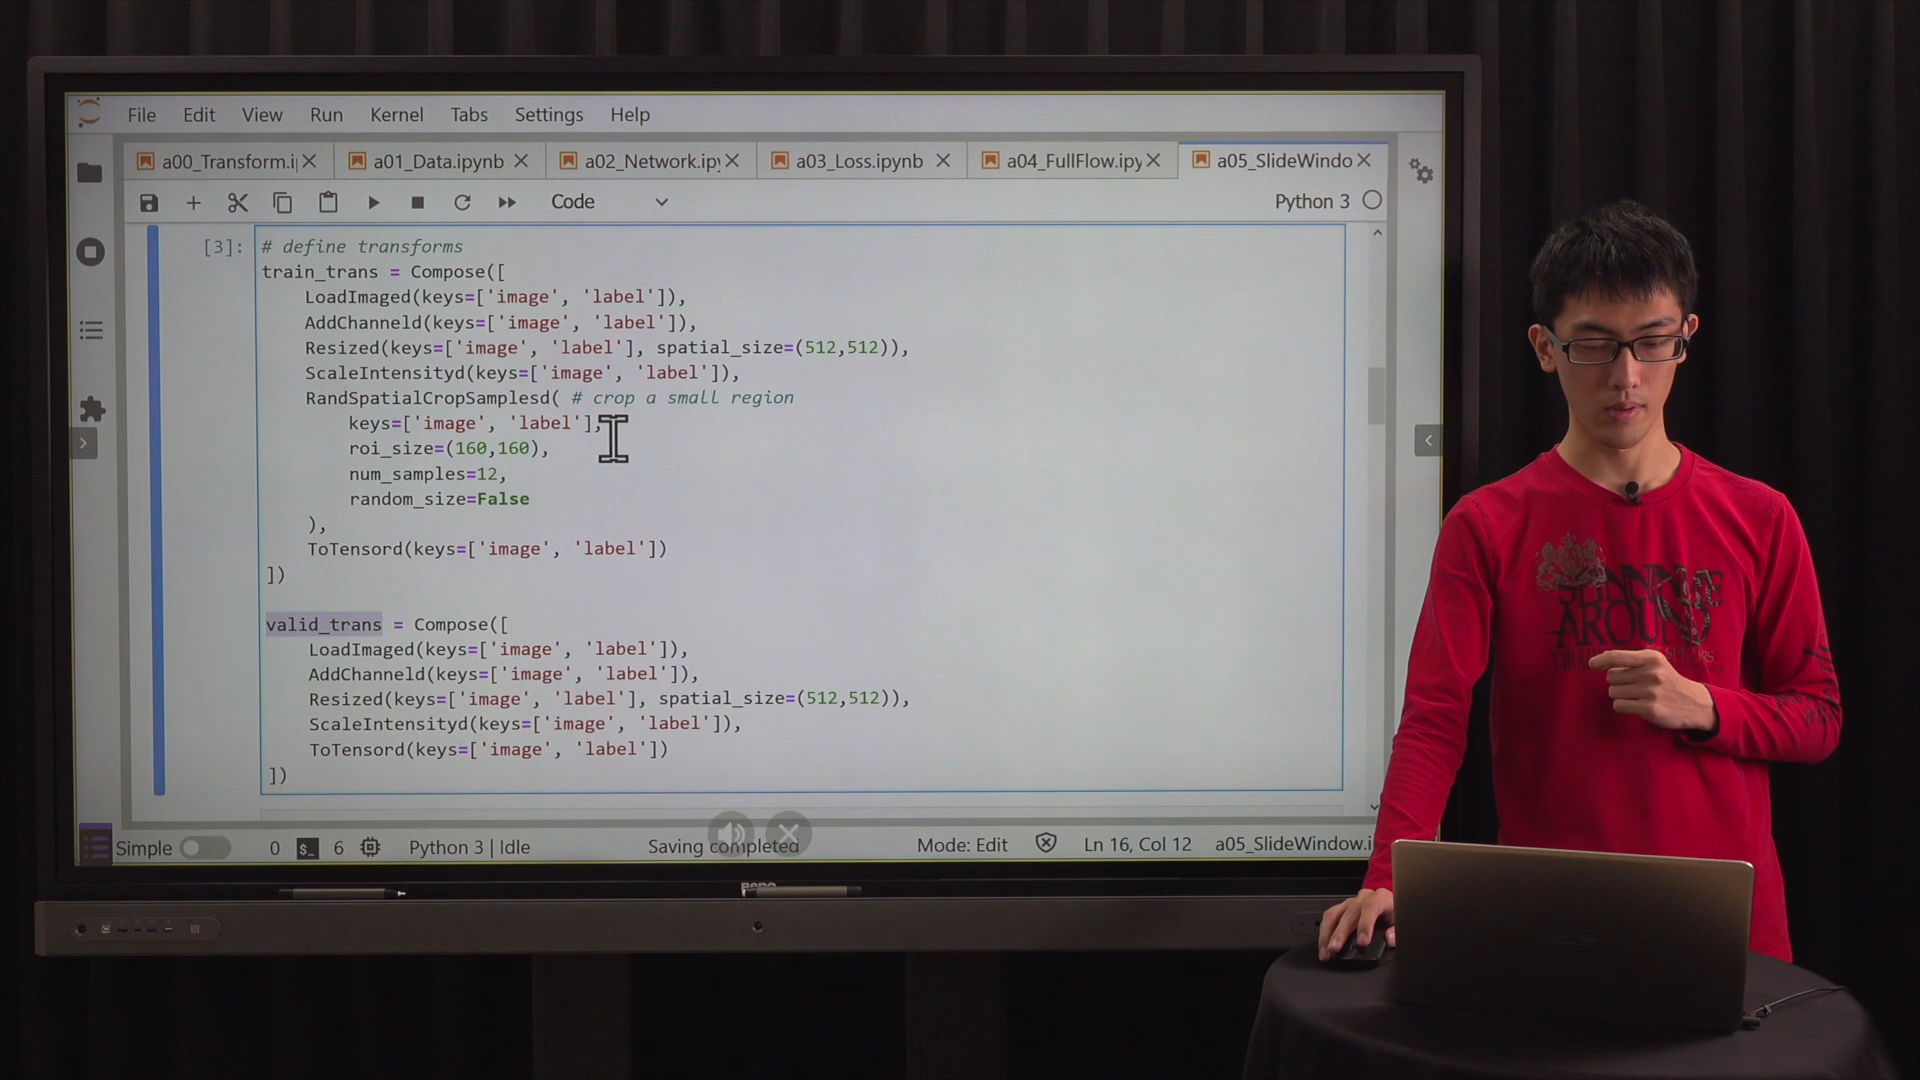 File Edit View Run Kernel Tabs Settings Help
a00_Transform.i a01_Data.ipynb a02_Network.ipy a03_Loss.ipynb a04_FullFlow.ipy a05_SlideWindo
Code Python 3
[3]: # define transforms
train_trans = Compose([
LoadImaged(keys=['image', 'label']),
AddChanneld(keys=['image', 'label']),
Resized(keys=['image', 'label'], spatial_size=(512,512)),
ScaleIntensityd(keys=['image', 'label']),
RandSpatialCropSamplesd( # crop a small region
keys=['image', 'label'],
roi_size=(160,160),
num_samples=12,
random_size=False
),
ToTensord(keys=['image', 'label'])
])
valid_trans = Compose([
LoadImaged(keys=['image', 'label']),
AddChanneld(keys=['image', 'label']),
Resized(keys=['image', 'label'], spatial_size=(512,512)),
ScaleIntensityd(keys=['image', 'label']),
ToTensord(keys=['image', 'label'])
])
Simple 0 $_ 6 Python 3 | Idle Saving completed Mode: Edit Ln 16, Col 12 a05_SlideWindow.i